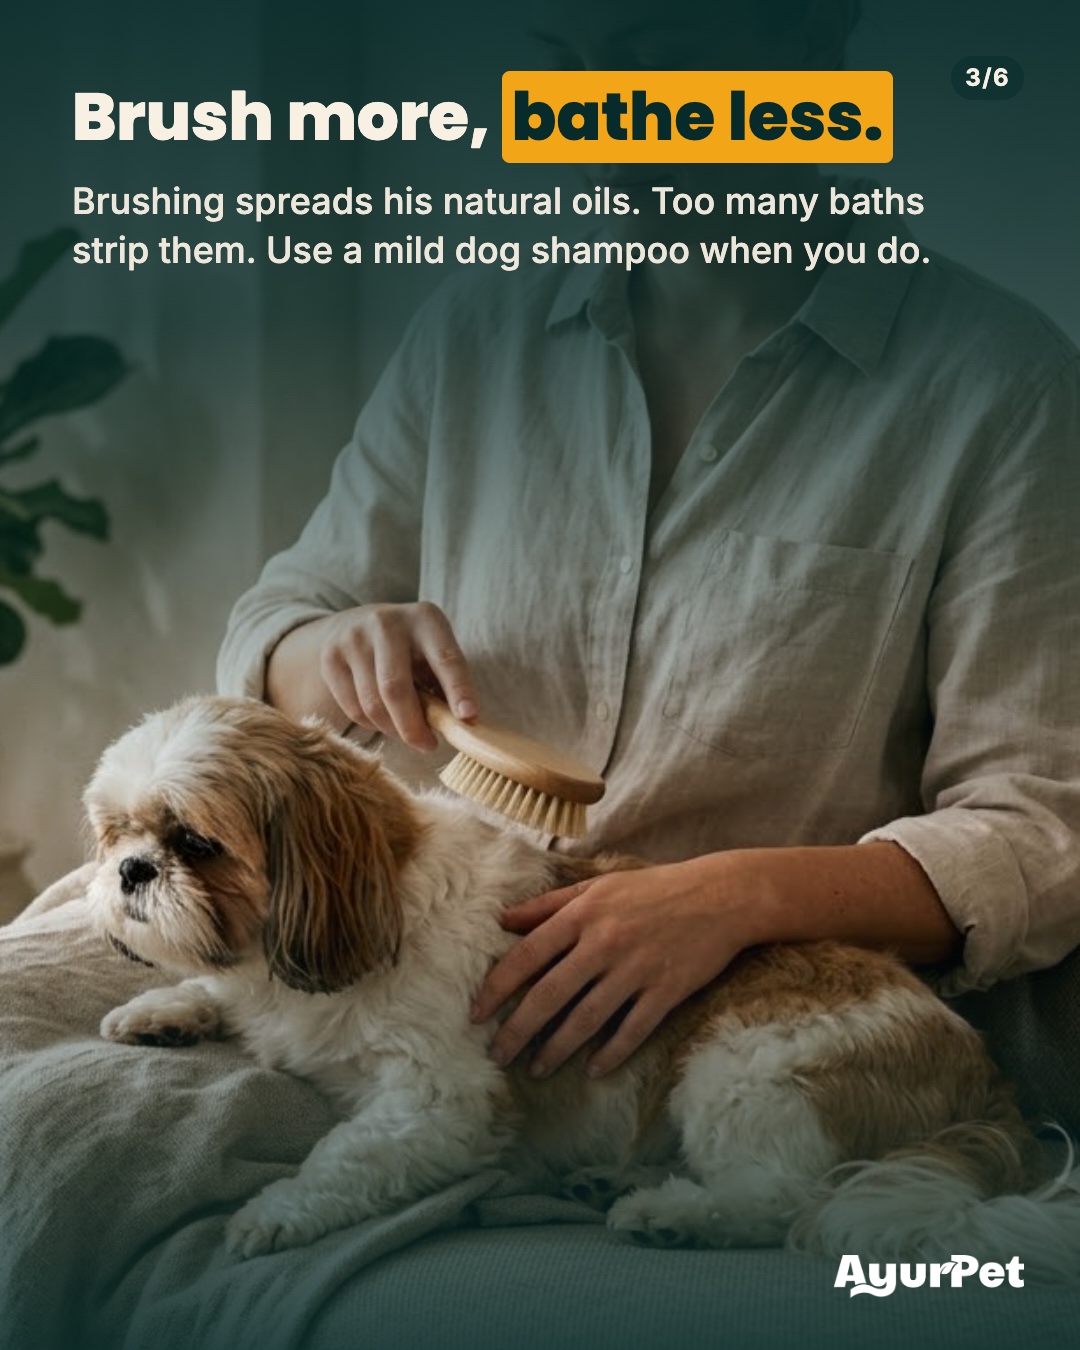 3/6
Brush more, bathe less.
Brushing spreads his natural oils. Too many baths
strip them. Use a mild dog shampoo when you do.
AyurPet